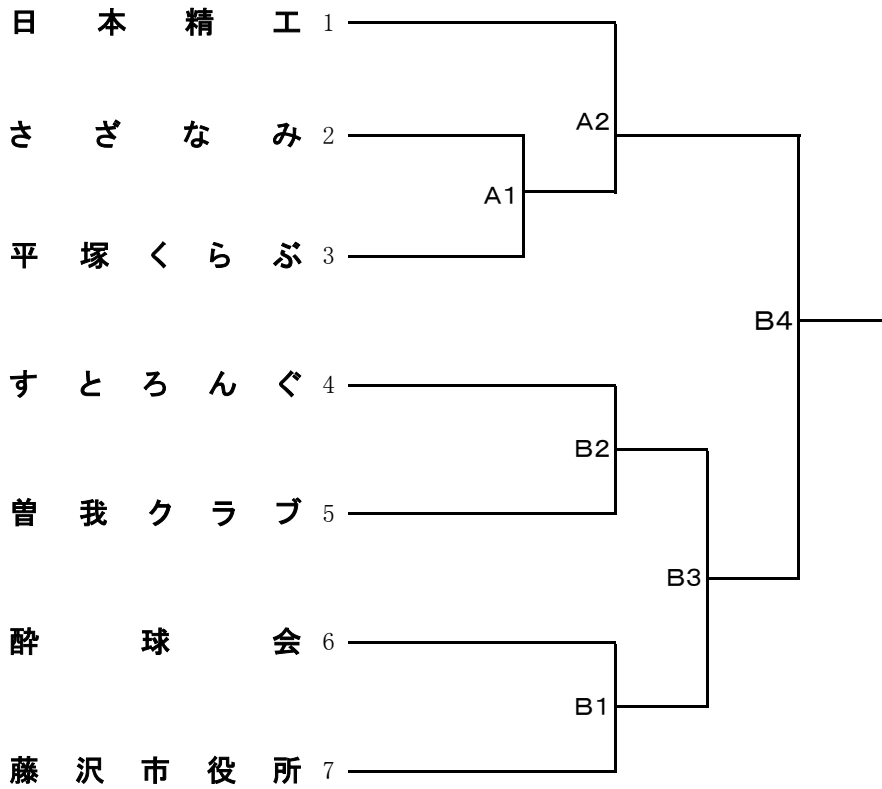 日本精工 1
さざなみ 2
A2
A1
平塚くらぶ 3
B4
すとろんぐ 4
B2
曽我クラブ 5
B3
酔球会 6
B1
藤沢市役所 7